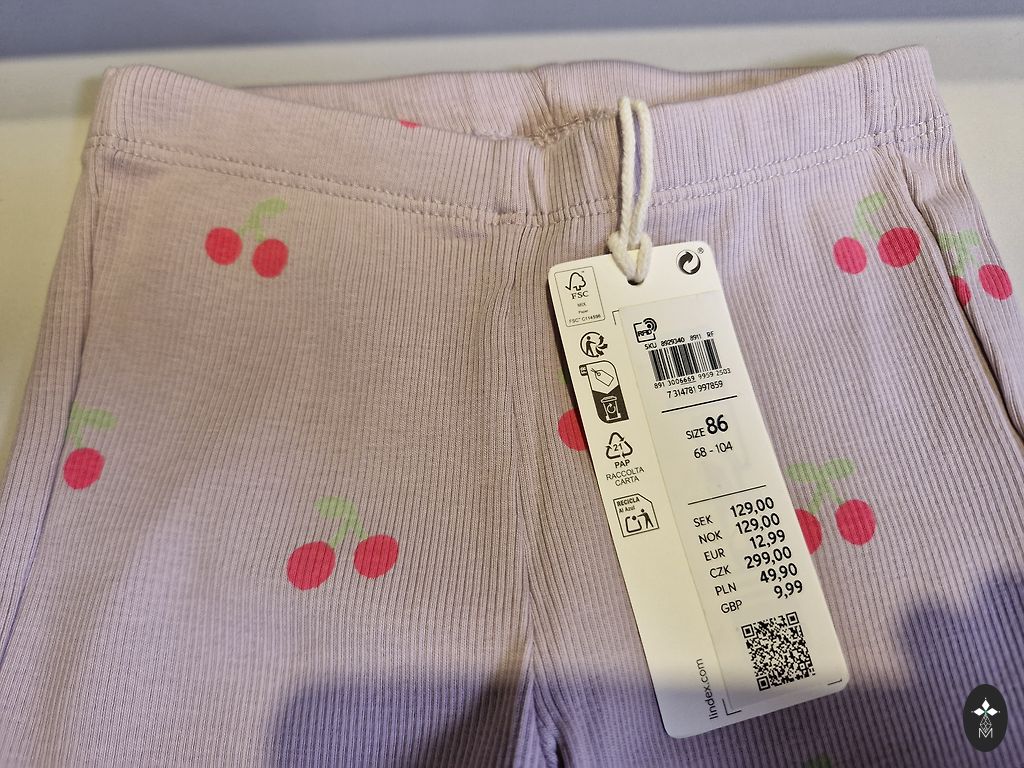 FSC
MIX
Paper
FSC™ C114596
RFID
SKU 8929340 8911 RF
891 3006669 9959 2503
7 314781 997859
SIZE 86
68 - 104
21
PAP
RACCOLTA
CARTA
RECICLA
Al Azul
SEK 129,00
NOK 129,00
EUR 12,99
CZK 299,00
PLN 49,90
GBP 9,99
lindex.com
M